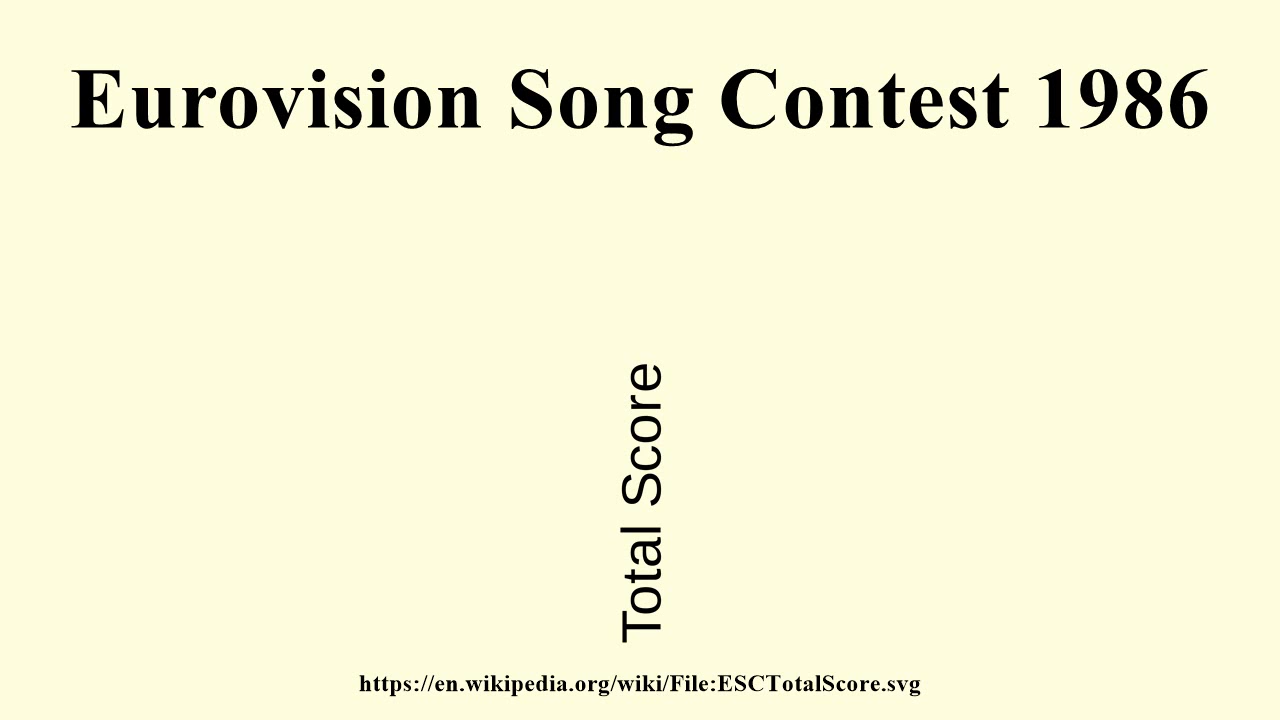 Eurovision Song Contest 1986
Total Score
https://en.wikipedia.org/wiki/File:ESCTotalScore.svg